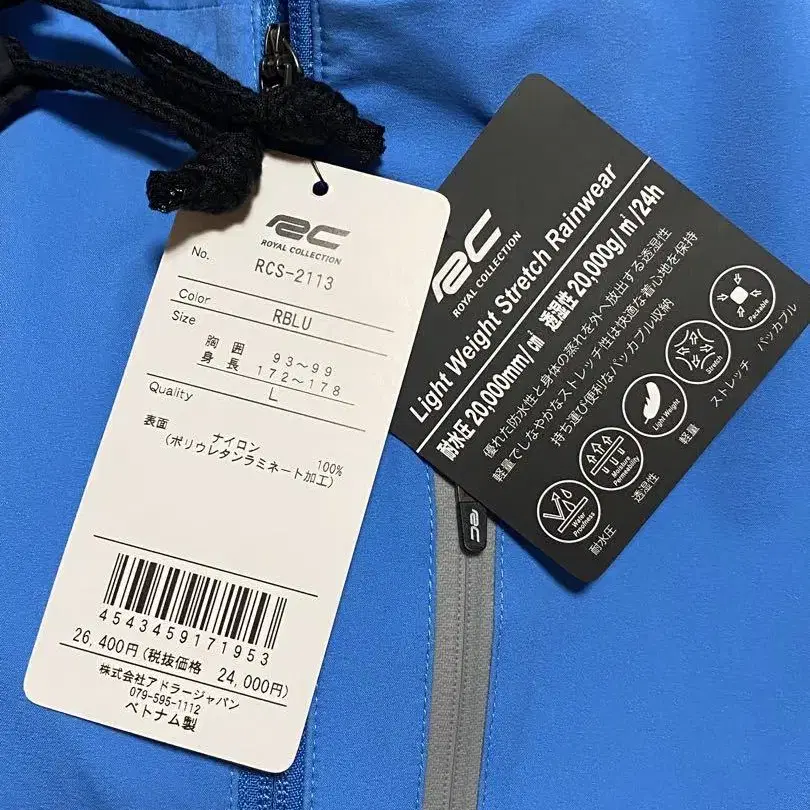 RC
ROYAL COLLECTION
No. RCS-2113
Color RBLU
Size
胸囲 93～99
身長 172～178
L
Quality
表面 ナイロン 100%
(ポリウレタンラミネート加工)
4543459171953
26,400円(税抜価格 24,000円)
株式会社アドラージャパン
079-595-1112
ベトナム製
RC
ROYAL COLLECTION
Light Weight Stretch Rainwear
耐水圧 20,000mm/㎠ 透湿性 20,000g/㎡/24h
優れた防水性と身体の蒸れを外へ放出する透湿性
軽量でしなやかなストレッチ性は快適な着心地を保持
持ち運び便利なパッカブル収納
Water Proofness
耐水圧
Moisture Permeability
透湿性
Light Weight
軽量
Stretch
ストレッチ
Packable
パッカブル
RC